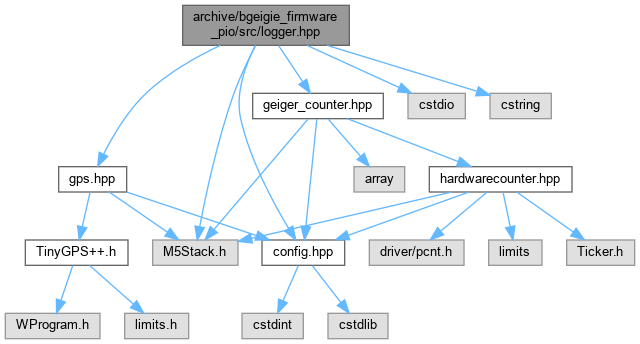 archive/bgeigie_firmware
_pio/src/logger.hpp
geiger_counter.hpp
cstdio
cstring
gps.hpp
array
hardwarecounter.hpp
TinyGPS++.h
M5Stack.h
config.hpp
driver/pcnt.h
limits
Ticker.h
WProgram.h
limits.h
cstdint
cstdlib